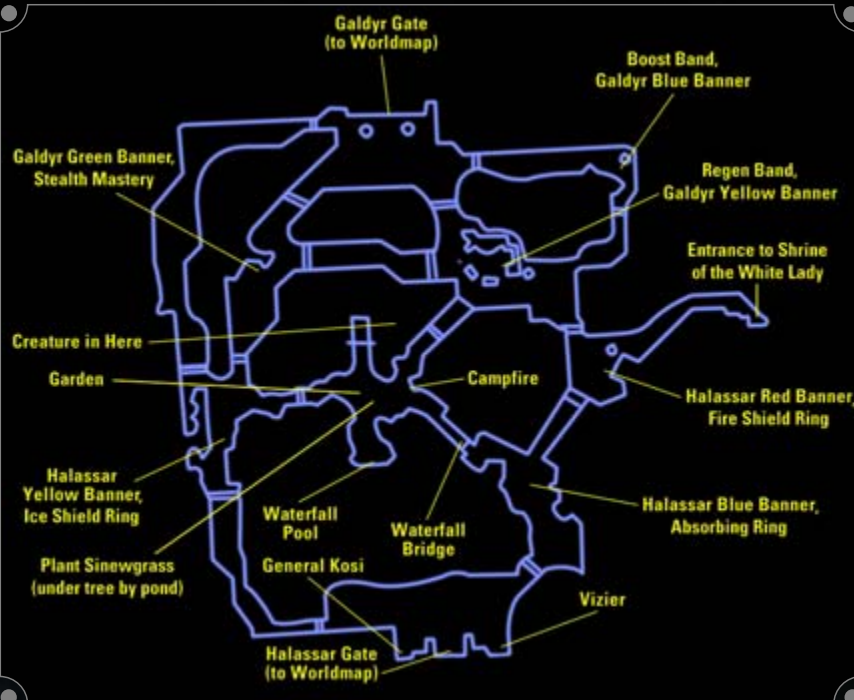 Galdyr Gate
(to Worldmap)
Boost Band,
Galdyr Blue Banner
Galdyr Green Banner,
Stealth Mastery
Regen Band,
Galdyr Yellow Banner
Entrance to Shrine
of the White Lady
Creature in Here
Garden
Campfire
Halassar Red Banner,
Fire Shield Ring
Halassar
Yellow Banner,
Ice Shield Ring
Waterfall
Pool
Waterfall
Bridge
Halassar Blue Banner,
Absorbing Ring
Plant Sinewgrass
(under tree by pond)
General Kosi
Vizier
Halassar Gate
(to Worldmap)